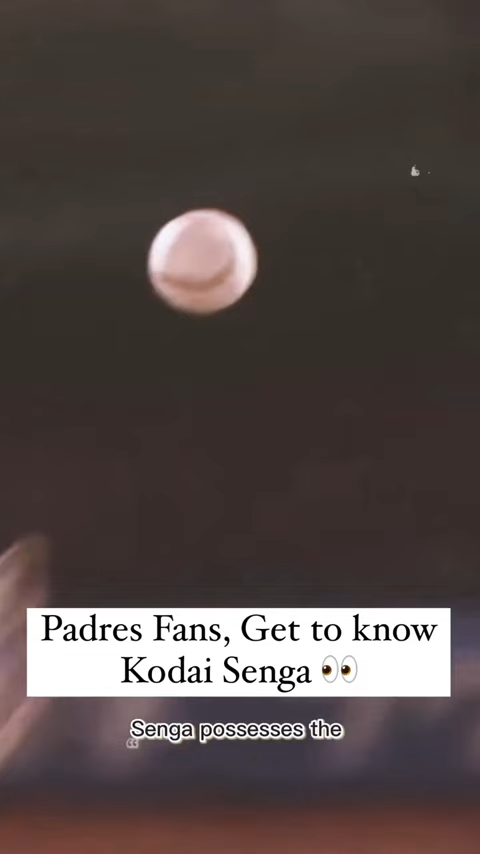 Padres Fans, Get to know
Kodai Senga 👀
Senga possesses the
“